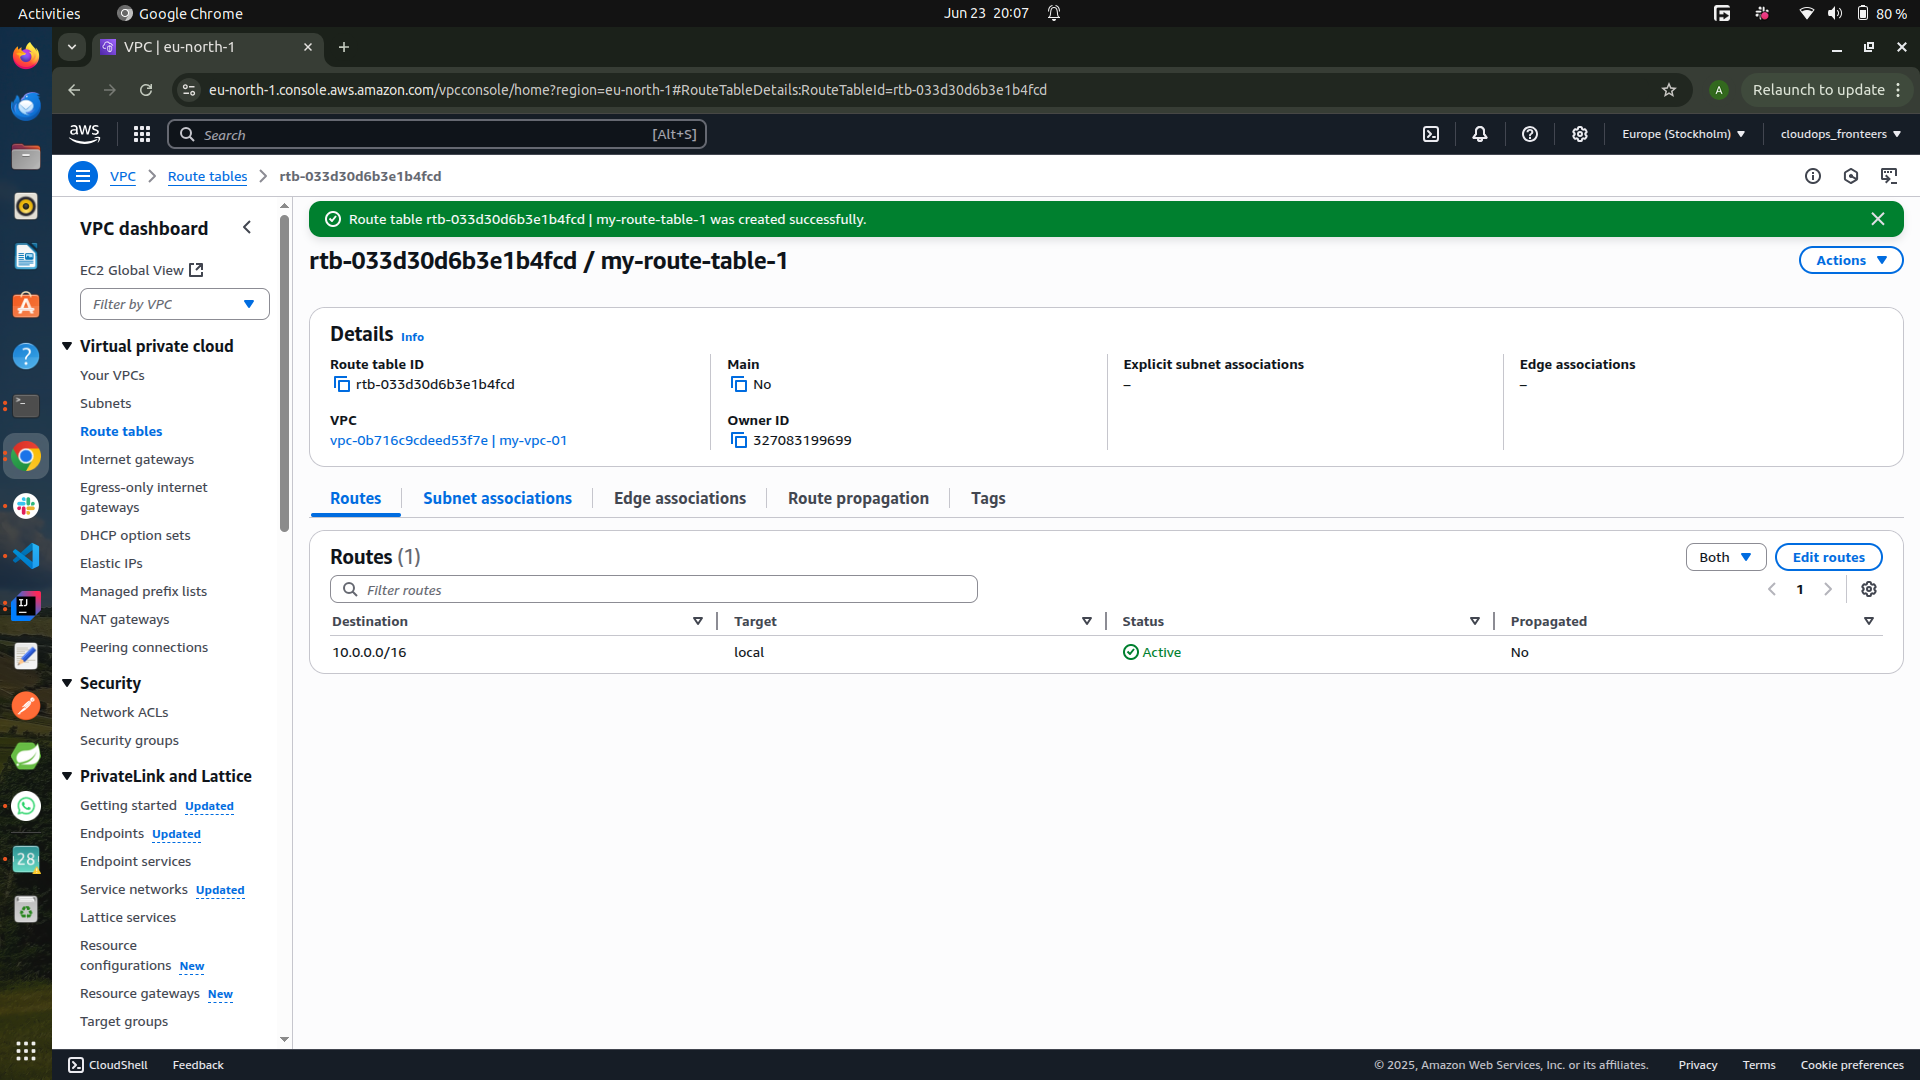 Activities
Google Chrome
Jun 23 20:07
80 %
VPC | eu-north-1
eu-north-1.console.aws.amazon.com/vpcconsole/home?region=eu-north-1#RouteTableDetails:RouteTableId=rtb-033d30d6b3e1b4fcd
A
Relaunch to update
aws
Search
[Alt+S]
Europe (Stockholm)
cloudops_fronteers
VPC
Route tables
rtb-033d30d6b3e1b4fcd
VPC dashboard
EC2 Global View
Filter by VPC
Virtual private cloud
Your VPCs
Subnets
Route tables
Internet gateways
Egress-only internet
gateways
DHCP option sets
Elastic IPs
Managed prefix lists
NAT gateways
Peering connections
Security
Network ACLs
Security groups
PrivateLink and Lattice
Getting started Updated
Endpoints Updated
Endpoint services
Service networks Updated
Lattice services
Resource
configurations New
Resource gateways New
Target groups
Route table rtb-033d30d6b3e1b4fcd | my-route-table-1 was created successfully.
rtb-033d30d6b3e1b4fcd / my-route-table-1
Actions
Details Info
Route table ID
rtb-033d30d6b3e1b4fcd
Main
No
Explicit subnet associations
–
Edge associations
–
VPC
vpc-0b716c9cdeed53f7e | my-vpc-01
Owner ID
327083199699
Routes
Subnet associations
Edge associations
Route propagation
Tags
Routes (1)
Both
Edit routes
Filter routes
1
Destination
Target
Status
Propagated
10.0.0.0/16
local
Active
No
IJ
28
CloudShell
Feedback
© 2025, Amazon Web Services, Inc. or its affiliates.
Privacy
Terms
Cookie preferences